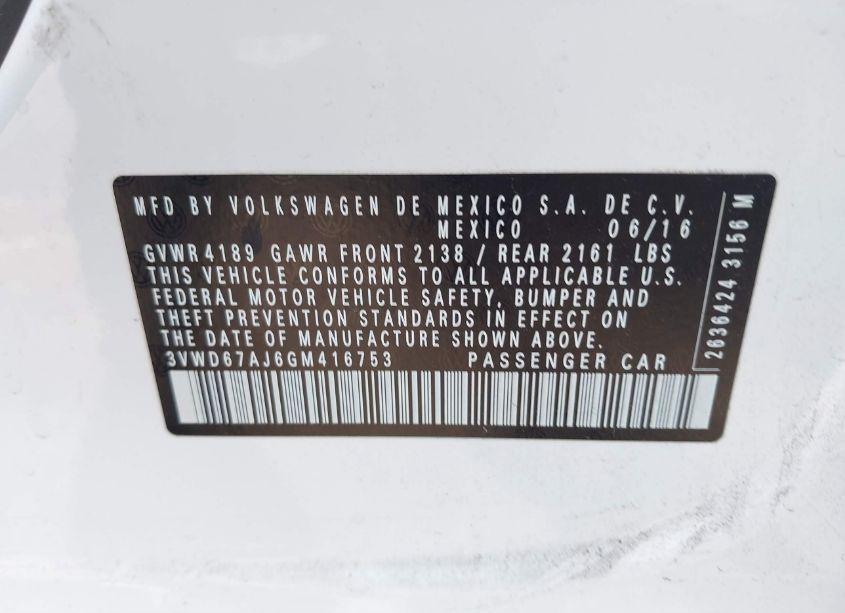 MFD BY VOLKSWAGEN DE MEXICO S.A. DE C.V.
MEXICO 06/16
GVWR 4189 GAWR FRONT 2138 / REAR 2161 LBS
THIS VEHICLE CONFORMS TO ALL APPLICABLE U.S.
FEDERAL MOTOR VEHICLE SAFETY, BUMPER AND
THEFT PREVENTION STANDARDS IN EFFECT ON
THE DATE OF MANUFACTURE SHOWN ABOVE.
3VWD67AJ6GM416753 PASSENGER CAR
2636424 3156 M